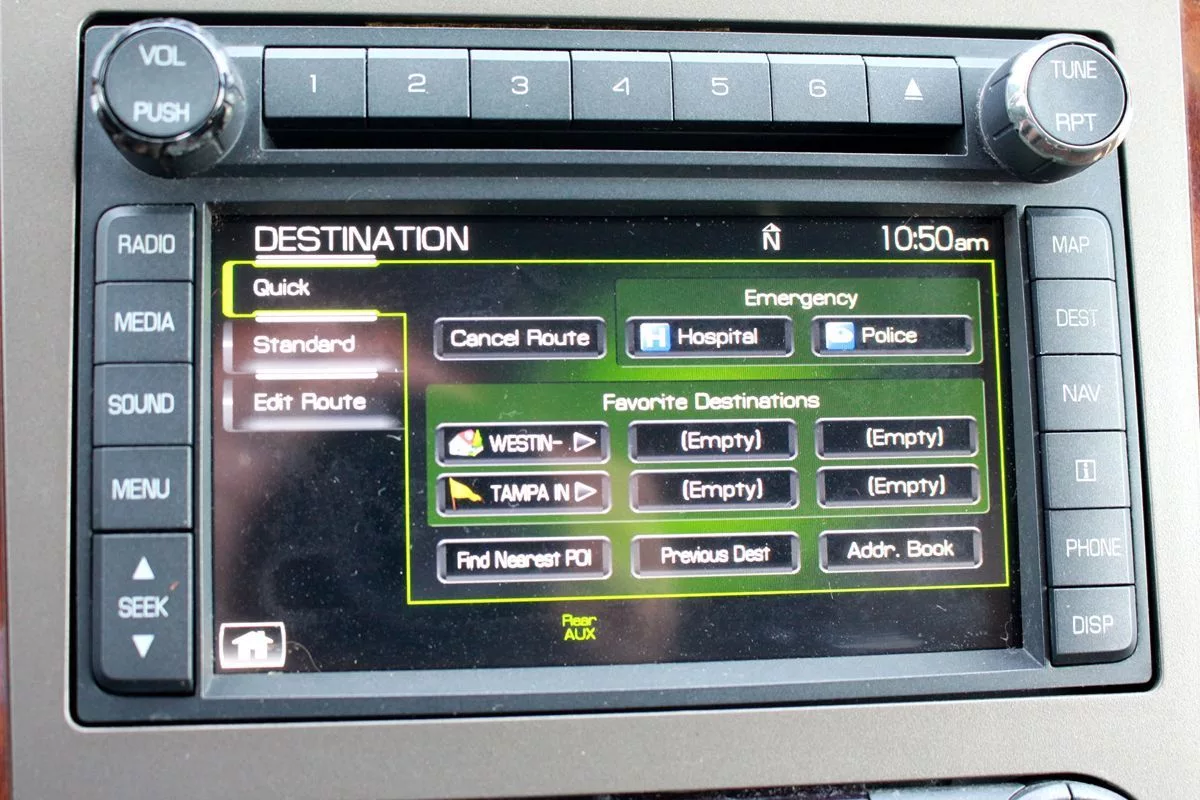 VOL
PUSH
1 2 3 4 5 6
TUNE
RPT
RADIO
MEDIA
SOUND
MENU
SEEK
DESTINATION N 10:50am
Quick
Standard
Edit Route
Emergency
Cancel Route H Hospital Police
Favorite Destinations
WESTIN- (Empty) (Empty)
TAMPA IN (Empty) (Empty)
Find Nearest POI Previous Dest Addr. Book
Rear
AUX
MAP
DEST
NAV
i
PHONE
DISP